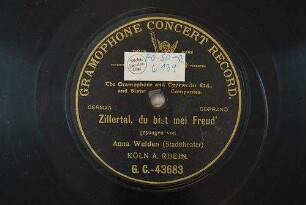 GRAMOPHONE CONCERT RECORD
The Gramophone and Typewriter Ltd.,
and Sister Companies.
GERMAN
SOPRANO
Zillertal, du bist mei Freud'
gesungen von
Anna Welden (Stadttheater)
KÖLN A. RHEIN.
G. C.-43683